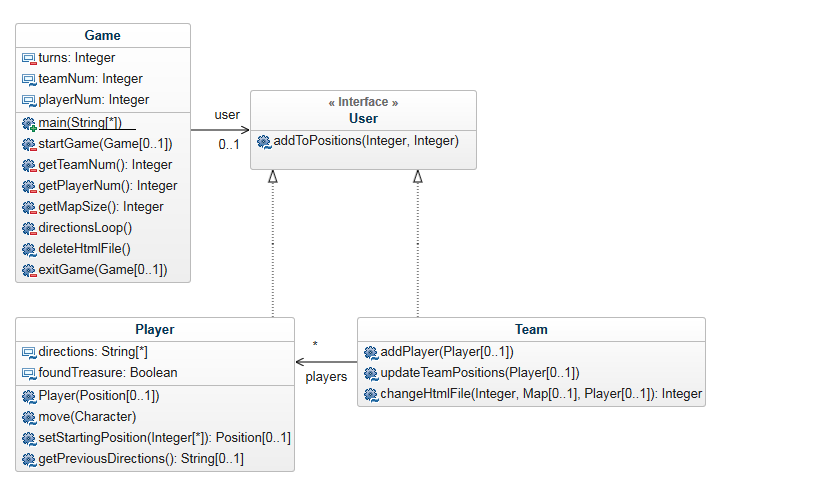 Game
turns: Integer
teamNum: Integer
playerNum: Integer
main(String[*])
startGame(Game[0..1])
getTeamNum(): Integer
getPlayerNum(): Integer
getMapSize(): Integer
directionsLoop()
deleteHtmlFile()
exitGame(Game[0..1])
user
0..1
« Interface »
User
addToPositions(Integer, Integer)
Player
directions: String[*]
foundTreasure: Boolean
Player(Position[0..1])
move(Character)
setStartingPosition(Integer[*]): Position[0..1]
getPreviousDirections(): String[0..1]
*
players
Team
addPlayer(Player[0..1])
updateTeamPositions(Player[0..1])
changeHtmlFile(Integer, Map[0..1], Player[0..1]): Integer